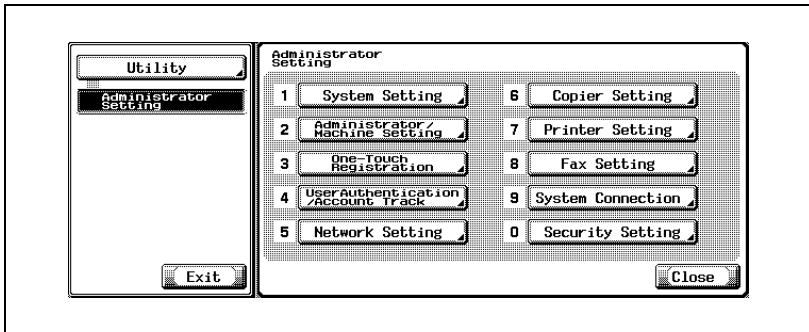 Utility
Administrator
Setting
Exit
Administrator
Setting
1 System Setting
2 Administrator/
Machine Setting
3 One-Touch
Registration
4 UserAuthentication
/Account Track
5 Network Setting
6 Copier Setting
7 Printer Setting
8 Fax Setting
9 System Connection
0 Security Setting
Close